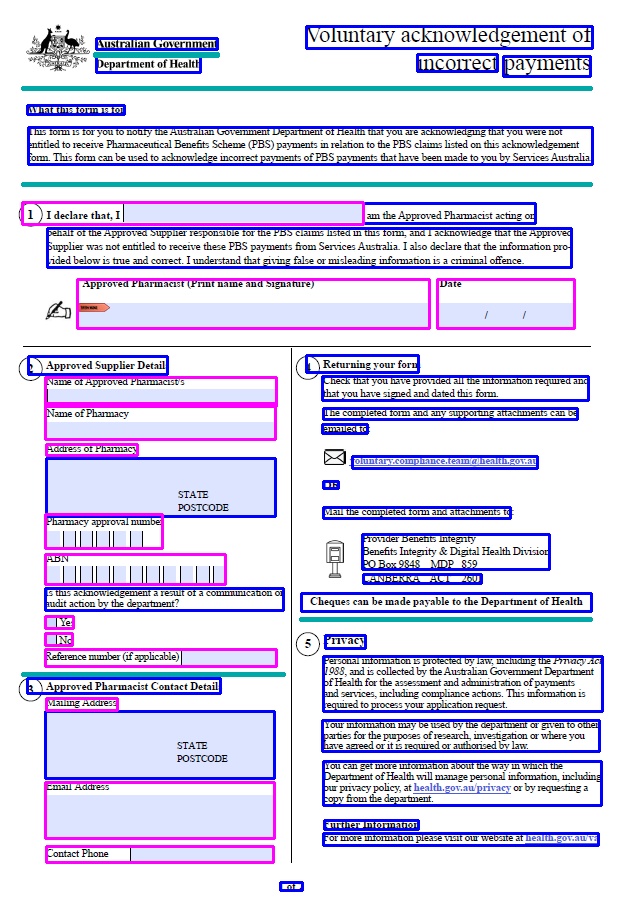 Australian Government
Department of Health
Voluntary acknowledgement of
incorrect payments
What this form is for
This form is for you to notify the Australian Government Department of Health that you are acknowledging that you were not
entitled to receive Pharmaceutical Benefits Scheme (PBS) payments in relation to the PBS claims listed on this acknowledgement
form. This form can be used to acknowledge incorrect payments of PBS payments that have been made to you by Services Australia.
1 I declare that, I am the Approved Pharmacist acting on
behalf of the Approved Supplier responsible for the PBS claims listed in this form, and I acknowledge that the Approved
Supplier was not entitled to receive these PBS payments from Services Australia. I also declare that the information pro-
vided below is true and correct. I understand that giving false or misleading information is a criminal offence.
Approved Pharmacist (Print name and Signature)
Date
/ /
2 Approved Supplier Detail
Name of Approved Pharmacist/s
Name of Pharmacy
Address of Pharmacy
STATE
POSTCODE
Pharmacy approval number
ABN
Is this acknowledgement a result of a communication or
audit action by the department?
Yes
No
Reference number (if applicable)
3 Approved Pharmacist Contact Detail
Mailing Address
STATE
POSTCODE
Email Address
Contact Phone
4 Returning your form
Check that you have provided all the information required and
that you have signed and dated this form.
The completed form and any supporting attachments can be
emailed to:
voluntary.compliance.team@health.gov.au
OR
Mail the completed form and attachments to:
Provider Benefits Integrity
Benefits Integrity & Digital Health Division
PO Box 9848 MDP 859
CANBERRA ACT 2601
Cheques can be made payable to the Department of Health
5 Privacy
Personal information is protected by law, including the Privacy Act
1988, and is collected by the Australian Government Department
of Health for the assessment and administration of payments
and services, including compliance actions. This information is
required to process your application request.
Your information may be used by the department or given to other
parties for the purposes of research, investigation or where you
have agreed or it is required or authorised by law.
You can get more information about the way in which the
Department of Health will manage personal information, including
our privacy policy, at health.gov.au/privacy or by requesting a
copy from the department.
Further Information
For more information please visit our website at health.gov.au/